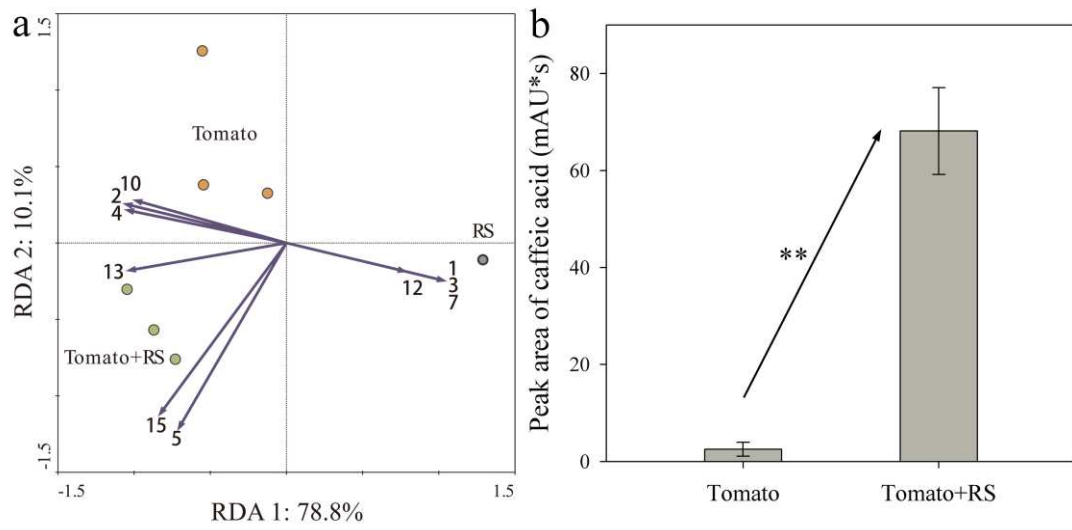 a
1.5
Tomato
10
2
4
RS
1
12
3
7
13
Tomato+RS
15
5
-1.5
-1.5
1.5
RDA 1: 78.8%
RDA 2: 10.1%
b
Peak area of caffeic acid (mAU*s)
80
60
40
20
0
**
Tomato
Tomato+RS